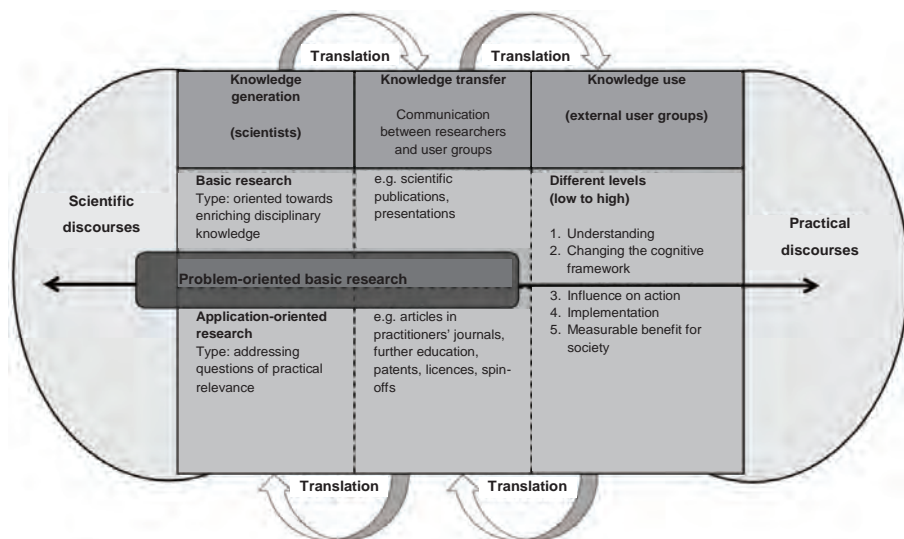 Translation
Translation
Knowledge
generation
(scientists)
Knowledge transfer
Communication
between researchers
and user groups
Knowledge use
(external user groups)
Scientific
discourses
Basic research
Type: oriented towards
enriching disciplinary
knowledge
e.g. scientific
publications,
presentations
Different levels
(low to high)
1. Understanding
2. Changing the cognitive
framework
3. Influence on action
4. Implementation
5. Measurable benefit for
society
Practical
discourses
Problem-oriented basic research
Application-oriented
research
Type: addressing
questions of practical
relevance
e.g. articles in
practitioners' journals,
further education,
patents, licences, spin-
offs
Translation
Translation